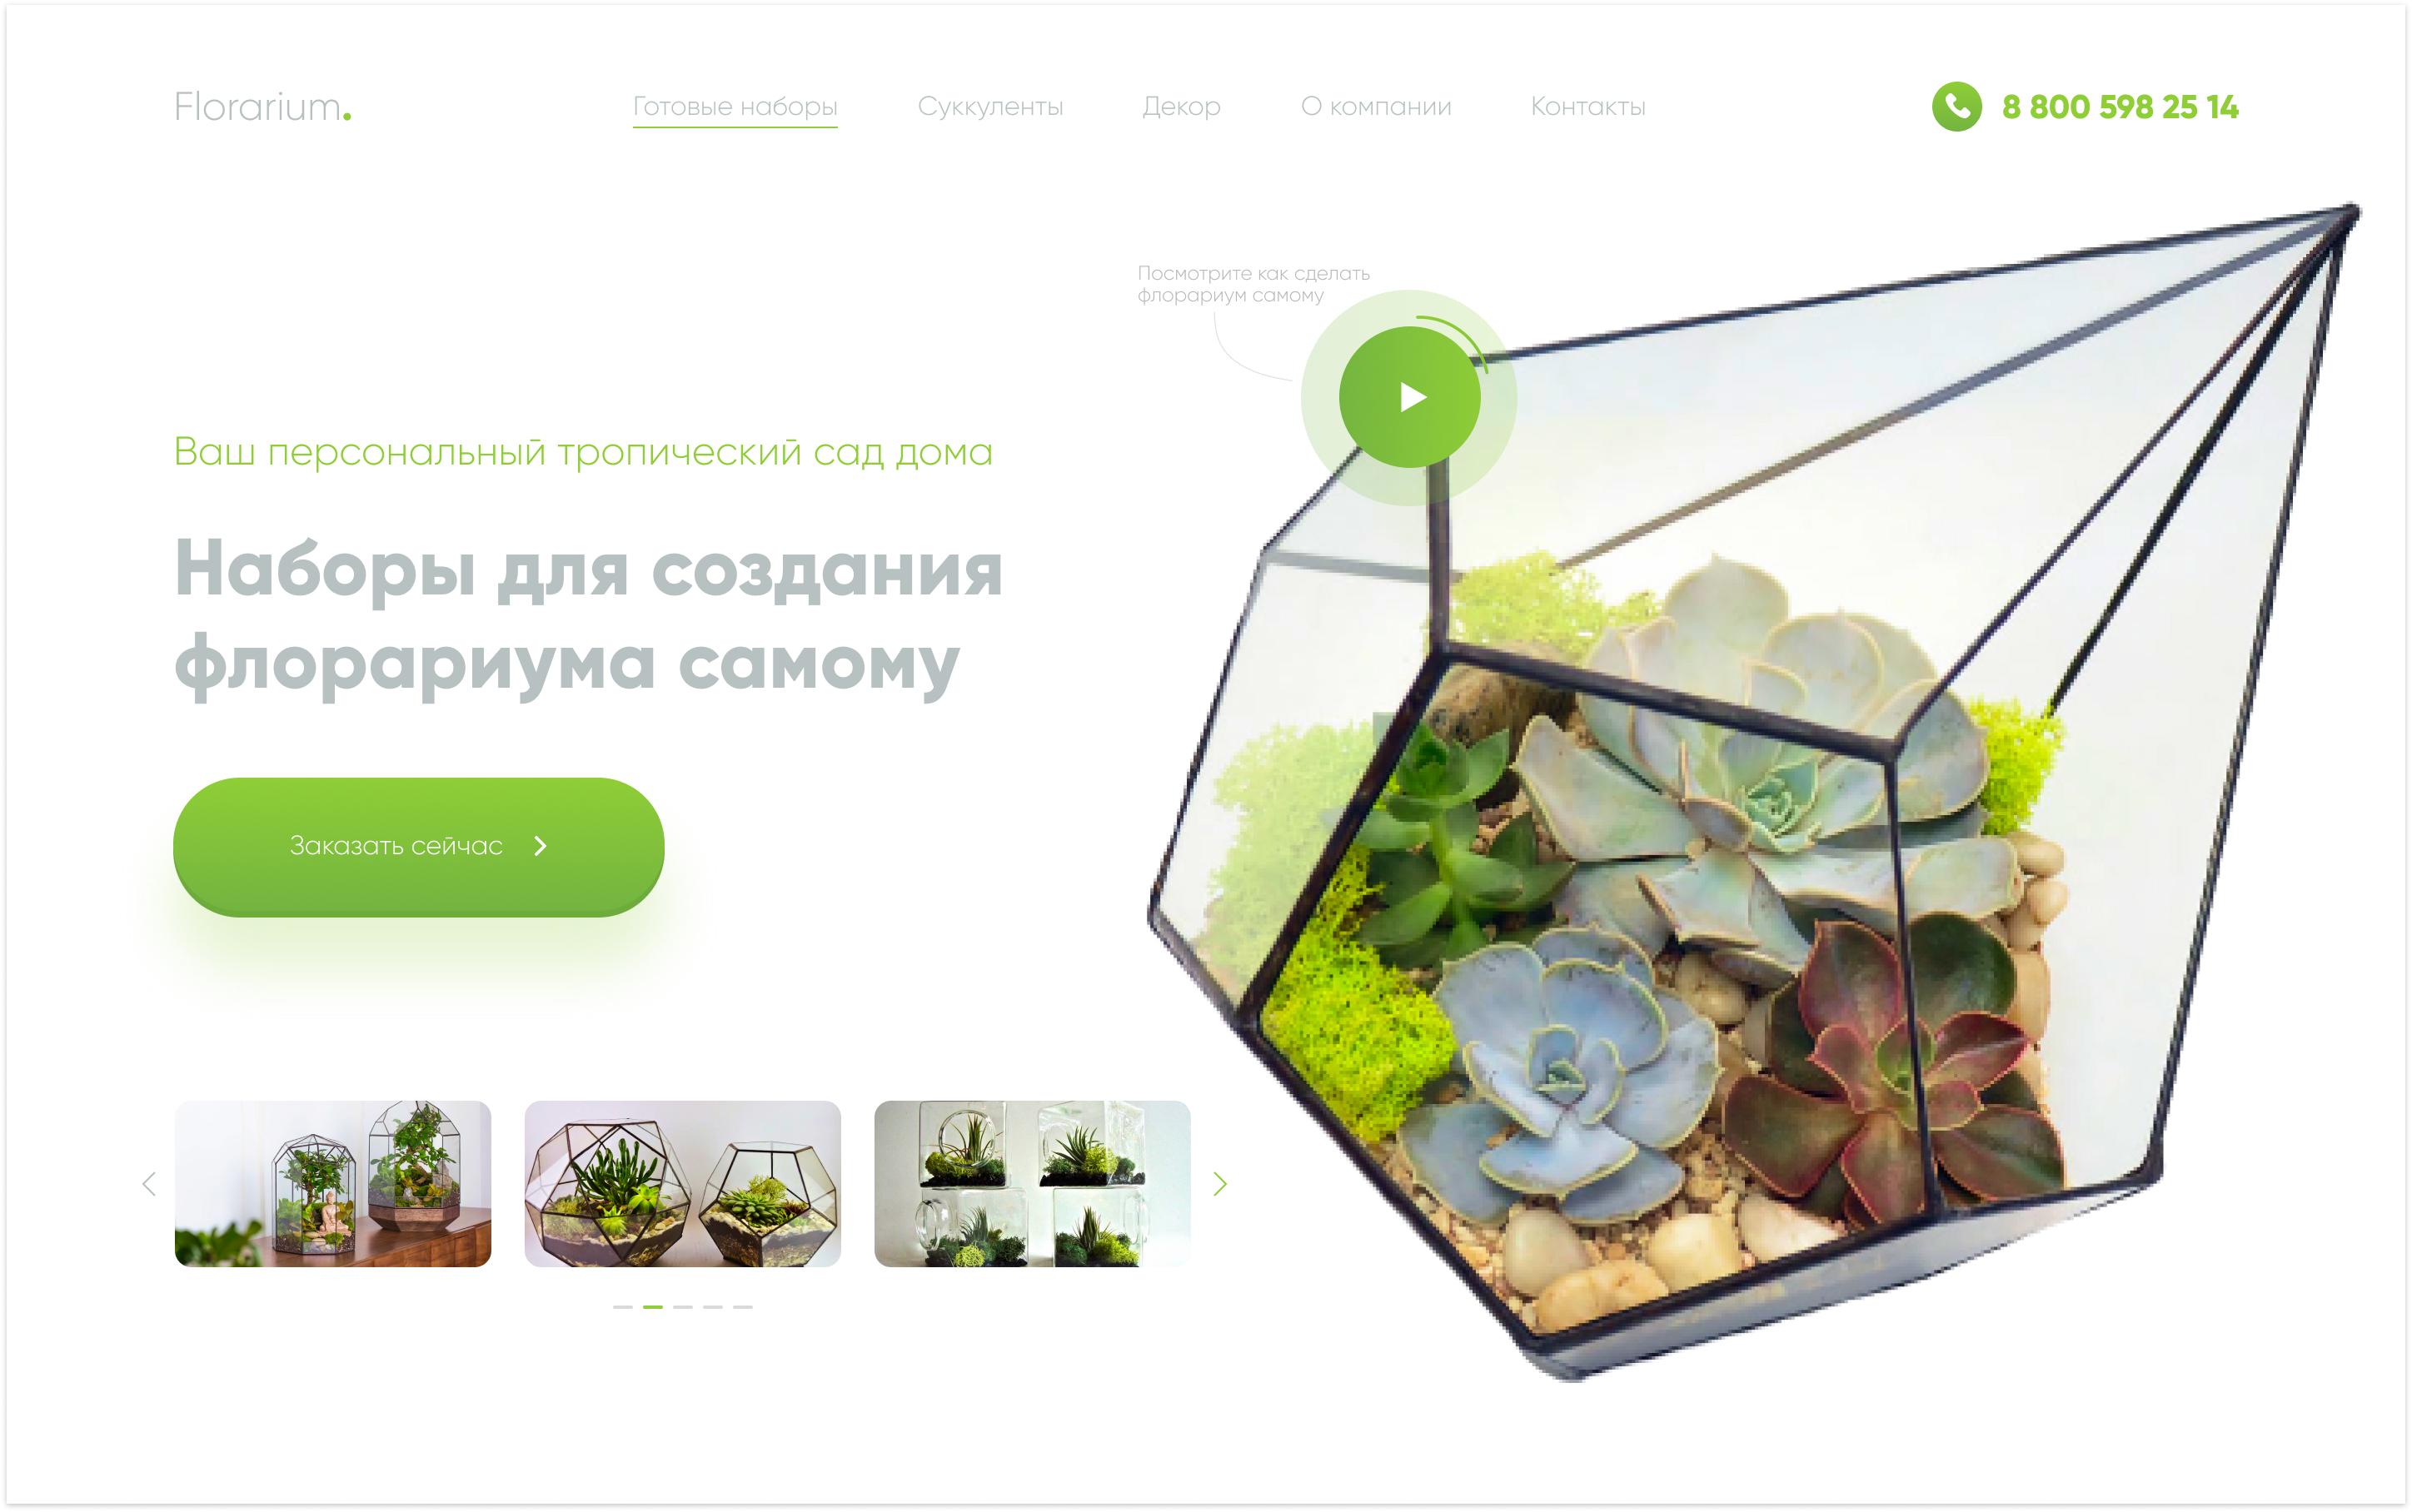 Florarium.
Готовые наборы
Суккуленты
Декор
О компании
Контакты
8 800 598 25 14
Посмотрите как сделать
флорариум самому
Ваш персональный тропический сад дома
Наборы для создания
флорариума самому
Заказать сейчас